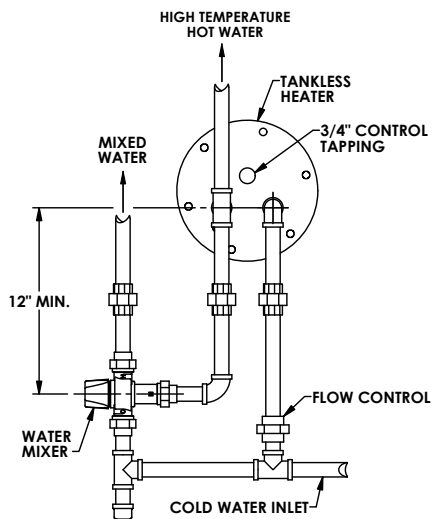 HIGH TEMPERATURE
HOT WATER
TANKLESS
HEATER
3/4" CONTROL
TAPPING
MIXED
WATER
12" MIN.
FLOW CONTROL
WATER
MIXER
COLD WATER INLET